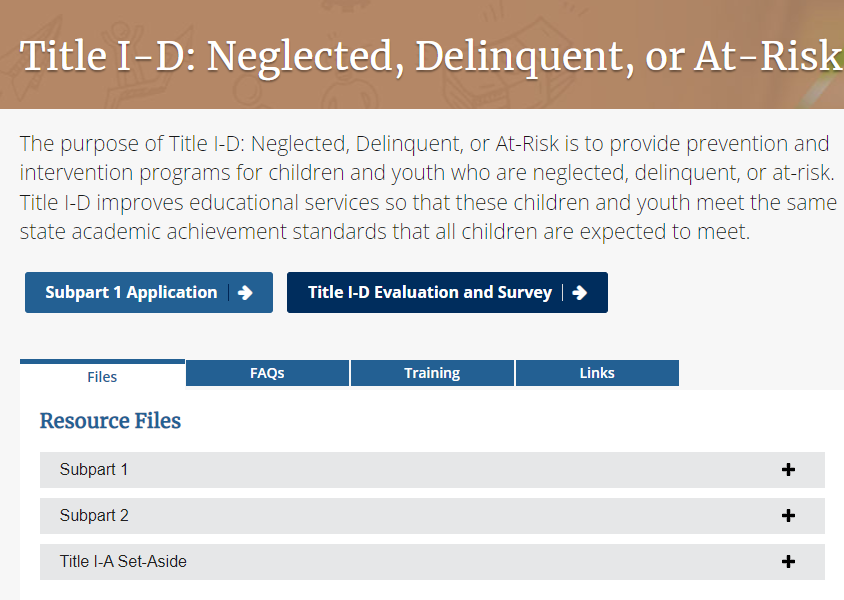 Title I-D: Neglected, Delinquent, or At-Risk
The purpose of Title I-D: Neglected, Delinquent, or At-Risk is to provide prevention and
intervention programs for children and youth who are neglected, delinquent, or at-risk.
Title I-D improves educational services so that these children and youth meet the same
state academic achievement standards that all children are expected to meet.
Subpart 1 Application
Title I-D Evaluation and Survey
Files
FAQs
Training
Links
Resource Files
Subpart 1
Subpart 2
Title I-A Set-Aside